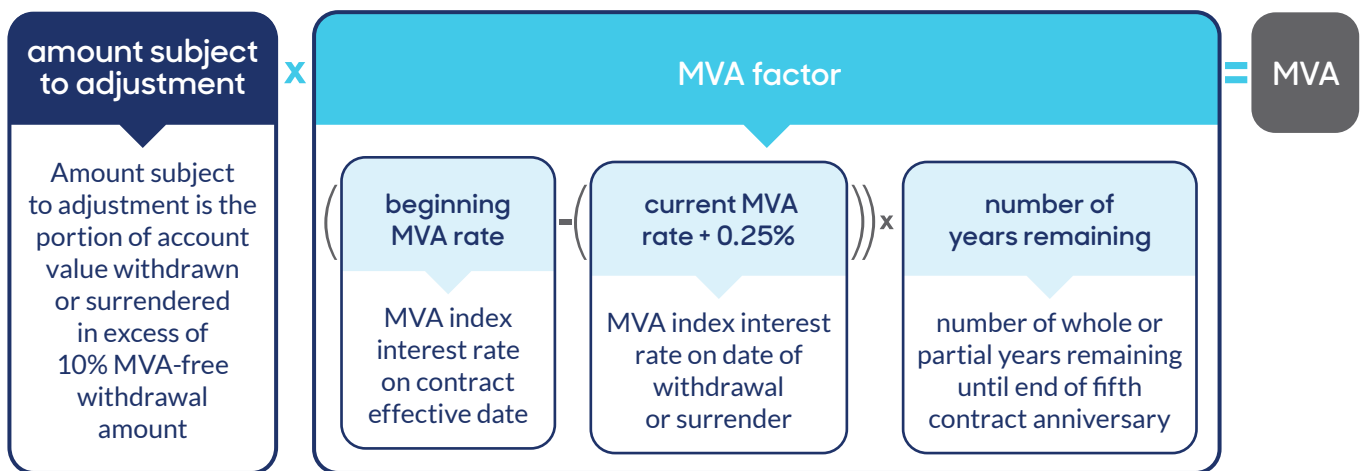 amount subject
to adjustment
x
MVA factor
=
MVA
Amount subject
to adjustment is the
portion of account
value withdrawn
or surrendered
in excess of
10% MVA-free
withdrawal
amount
(
beginning
MVA rate
-(
current MVA
rate + 0.25%
))x
number of
years remaining
MVA index
interest rate
on contract
effective date
MVA index interest
rate on date of
withdrawal
or surrender
number of whole or
partial years remaining
until end of fifth
contract anniversary